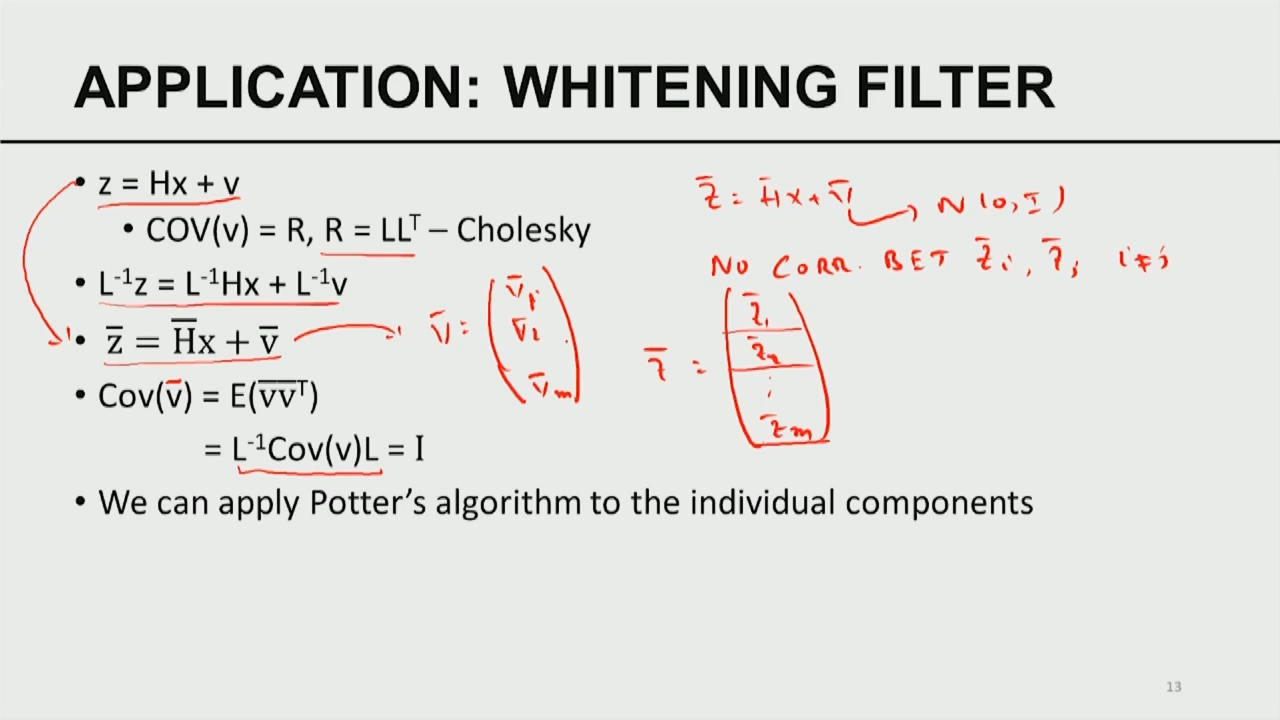 APPLICATION: WHITENING FILTER
• z = Hx + v
• COV(v) = R, R = LLᵀ – Cholesky
• L⁻¹z = L⁻¹Hx + L⁻¹v
• z̅ = H̅x + v̅
• Cov(v̅) = E(v̅v̅ᵀ)
= L⁻¹Cov(v)L = I
• We can apply Potter's algorithm to the individual components
z̅ = H̅x + v̅ → N(0, I)
NO CORR. BET z̅ᵢ, z̅ⱼ i ≠ j
v̅ = ( v̅₁
v̅₂
v̅ₘ )
z̅ = ( z̅₁
z̅₂
⋮
z̅ₘ )
13